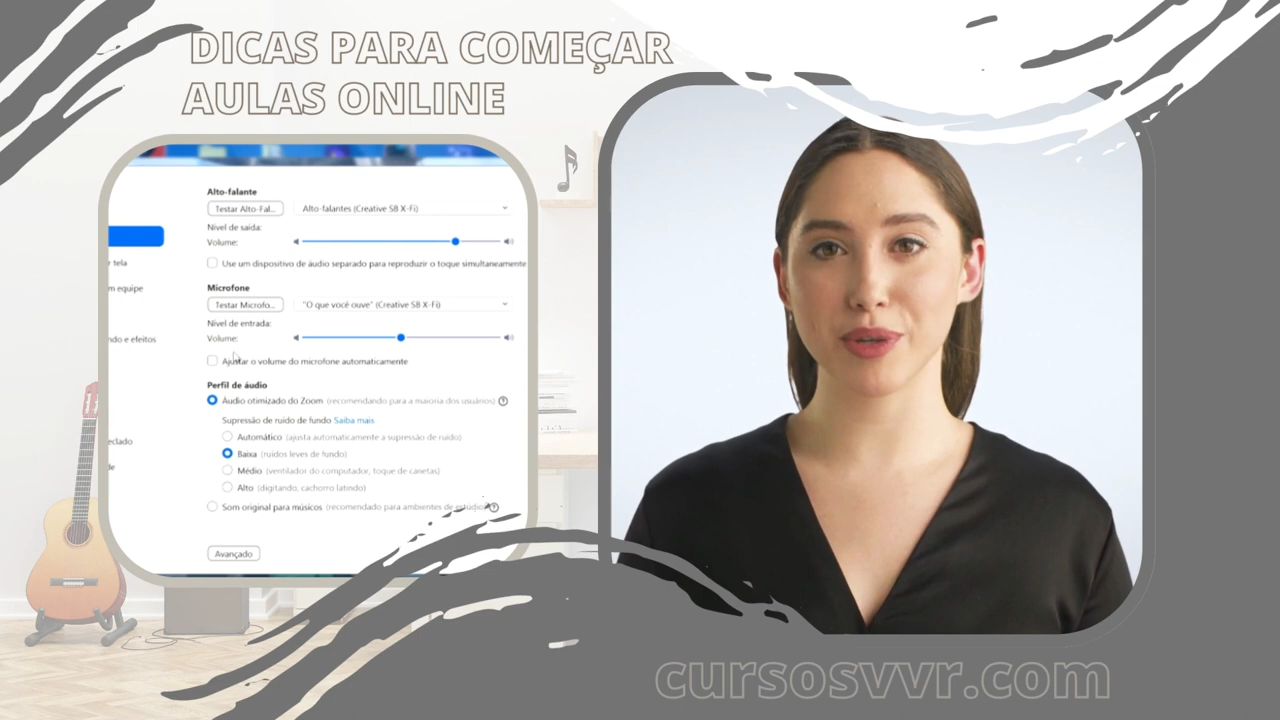 DICAS PARA COMEÇAR
AULAS ONLINE
Alto-falante
Testar Alto-Fal... Alto-falantes (Creative SB X-Fi)
Nível de saída:
Volume:
r tela
Use um dispositivo de áudio separado para reproduzir o toque simultaneamente
m equipe
Microfone
Testar Microfo... "O que você ouve" (Creative SB X-Fi)
Nível de entrada:
ndo e efeitos
Volume:
Ajustar o volume do microfone automaticamente
Perfil de áudio
Áudio otimizado do Zoom (recomendando para a maioria dos usuários)
Supressão de ruído de fundo Saiba mais
eclado
Automático (ajusta automaticamente a supressão de ruído)
Baixa (ruídos leves de fundo)
le
Médio (ventilador do computador, toque de canetas)
Alto (digitando, cachorro latindo)
Som original para músicos (recomendado para ambientes de estúdio)
Avançado
cursosvvr.com